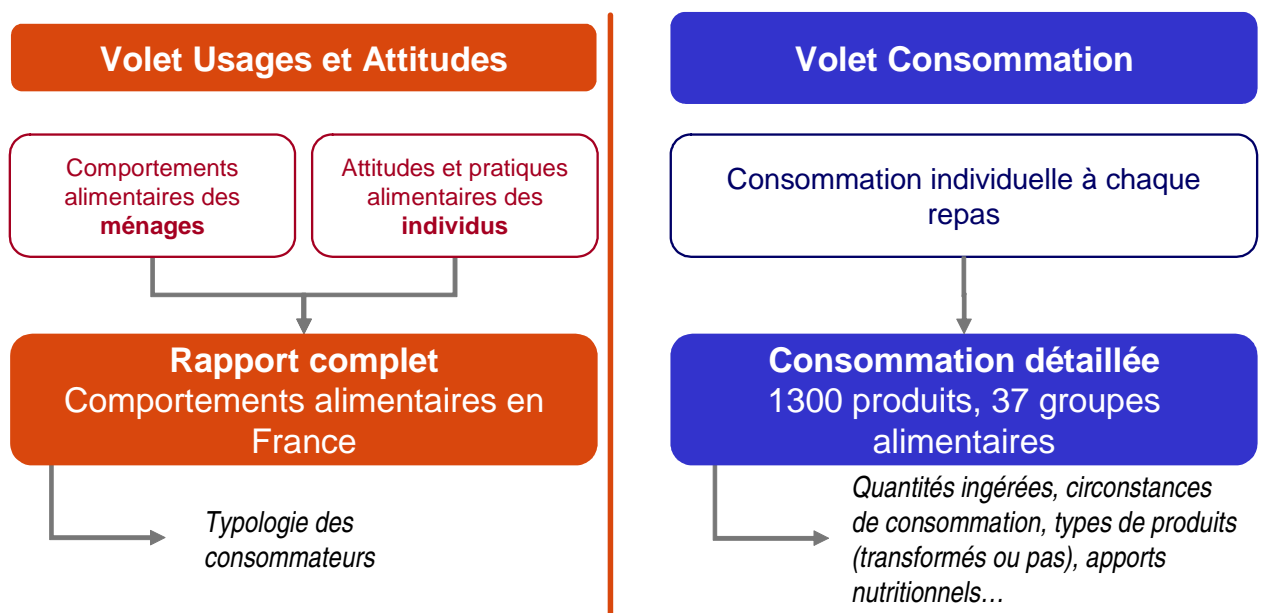 Volet Usages et Attitudes
Comportements
alimentaires des
ménages
Attitudes et pratiques
alimentaires des
individus
Rapport complet
Comportements alimentaires en
France
Typologie des
consommateurs
Volet Consommation
Consommation individuelle à chaque
repas
Consommation détaillée
1300 produits, 37 groupes
alimentaires
Quantités ingérées, circonstances
de consommation, types de produits
(transformés ou pas), apports
nutritionnels…